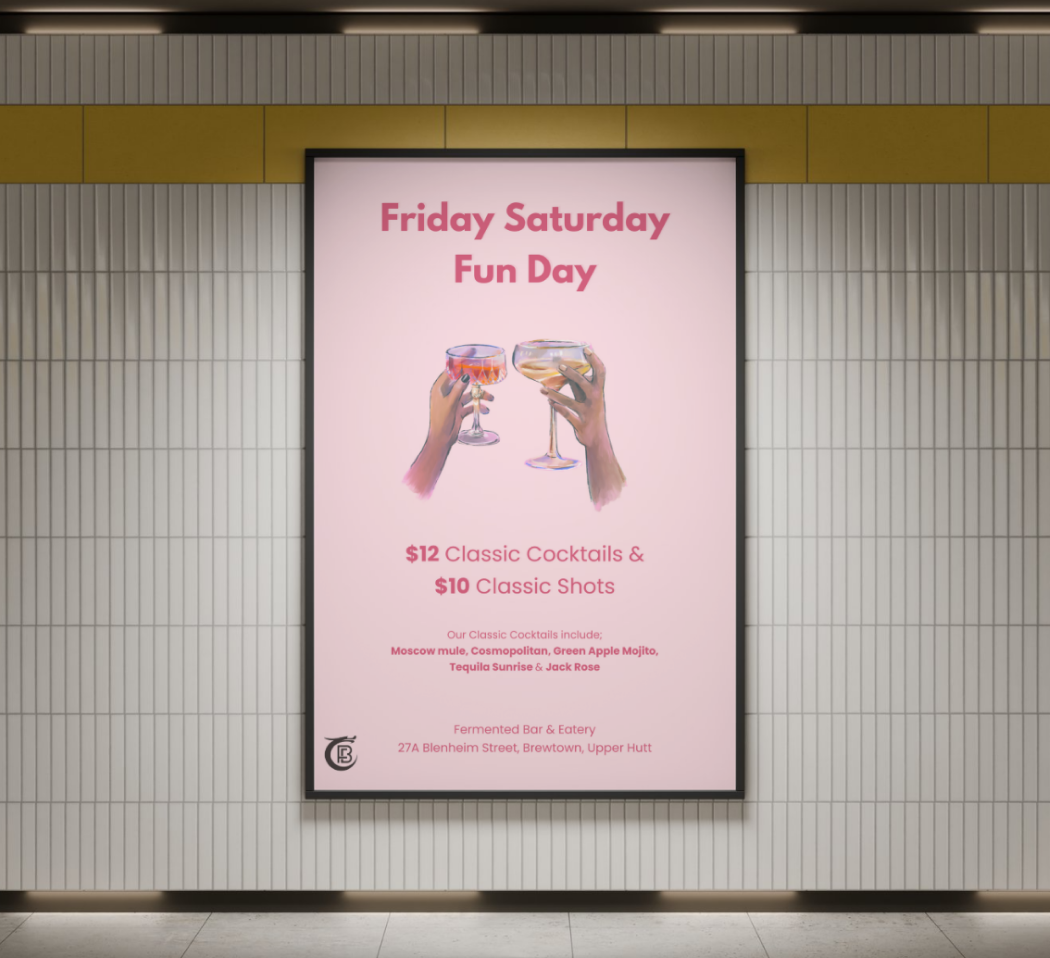 Friday Saturday
Fun Day
$12 Classic Cocktails &
$10 Classic Shots
Our Classic Cocktails include;
Moscow mule, Cosmopolitan, Green Apple Mojito,
Tequila Sunrise & Jack Rose
Fermented Bar & Eatery
27A Blenheim Street, Brewtown, Upper Hutt